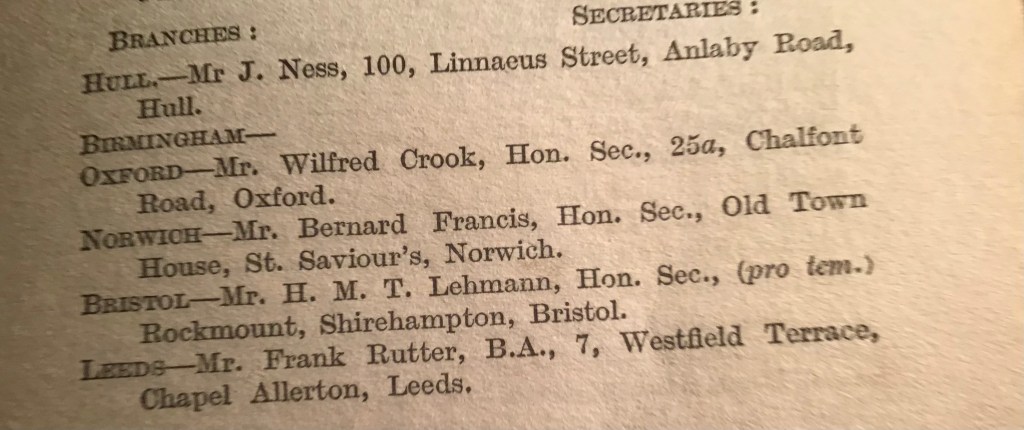 BRANCHES: SECRETARIES:
HULL.—Mr J. Ness, 100, Linnaeus Street, Anlaby Road,
Hull.
BIRMINGHAM—
OXFORD—Mr. Wilfred Crook, Hon. Sec., 25a, Chalfont
Road, Oxford.
NORWICH—Mr. Bernard Francis, Hon. Sec., Old Town
House, St. Saviour's, Norwich.
BRISTOL—Mr. H. M. T. Lehmann, Hon. Sec., (pro tem.)
Rockmount, Shirehampton, Bristol.
LEEDS—Mr. Frank Rutter, B.A., 7, Westfield Terrace,
Chapel Allerton, Leeds.